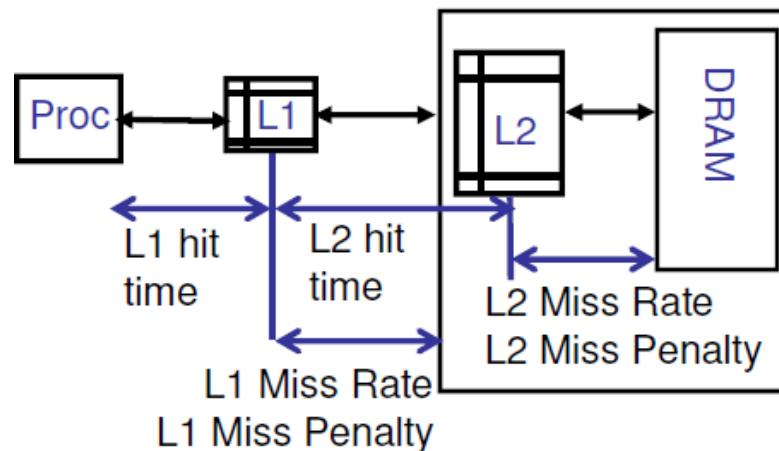 Proc
L1
L2
DRAM
L1 hit
time
L2 hit
time
L2 Miss Rate
L2 Miss Penalty
L1 Miss Rate
L1 Miss Penalty